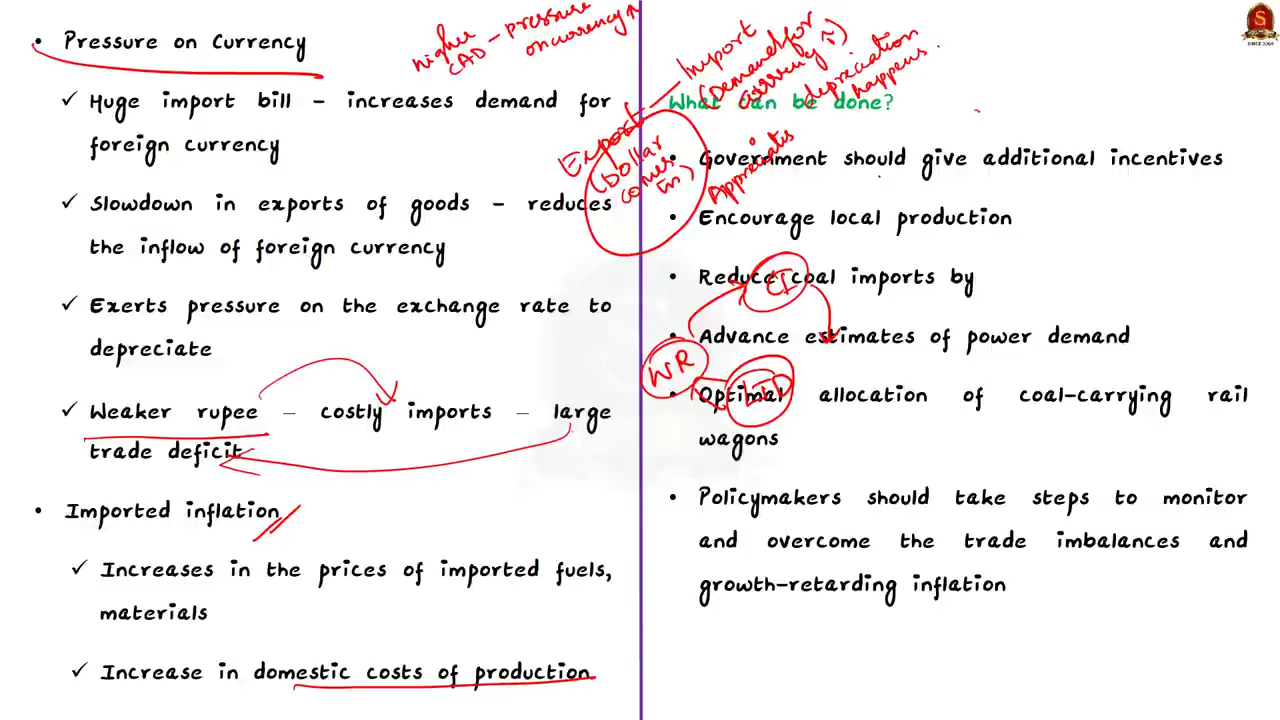 • Pressure on Currency
✓ Huge import bill – increases demand for
foreign currency
✓ Slowdown in exports of goods – reduces
the inflow of foreign currency
✓ Exerts pressure on the exchange rate to
depreciate
✓ Weaker rupee – costly imports – large
trade deficit
• Imported inflation
✓ Increases in the prices of imported fuels,
materials
✓ Increase in domestic costs of production
higher
CAD – pressure
on currency ↑
Export — Import
(Dollar
comes
in)
(Demand for
currency ↑)
depreciation
happens.
Appreciates
What can be done?
• Government should give additional incentives
• Encourage local production
• Reduce coal imports by
• Advance estimates of power demand
• Optimal allocation of coal-carrying rail
wagons
• Policymakers should take steps to monitor
and overcome the trade imbalances and
growth-retarding inflation
CI
WR
LTD
S
SINCE 2004